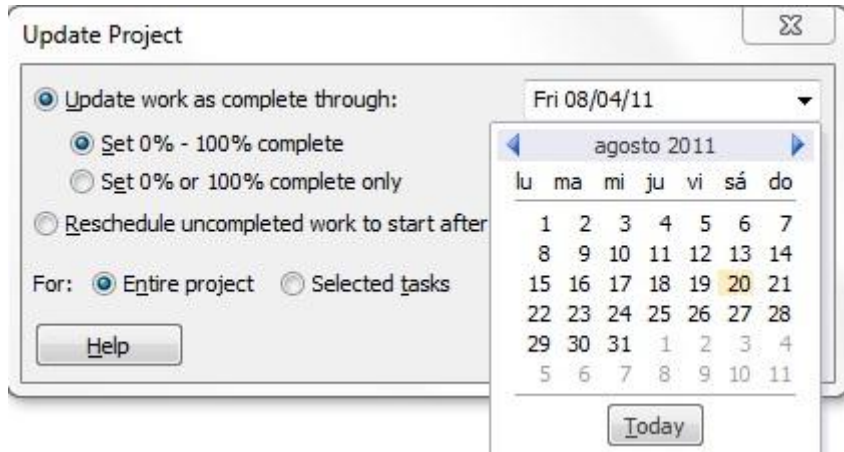 Update Project
Update work as complete through:
Fri 08/04/11
Set 0% - 100% complete
Set 0% or 100% complete only
Reschedule uncompleted work to start after
For:
Entire project
Selected tasks
Help
agosto 2011
lu ma mi ju vi sá do
1 2 3 4 5 6 7
8 9 10 11 12 13 14
15 16 17 18 19 20 21
22 23 24 25 26 27 28
29 30 31 1 2 3 4
5 6 7 8 9 10 11
Today